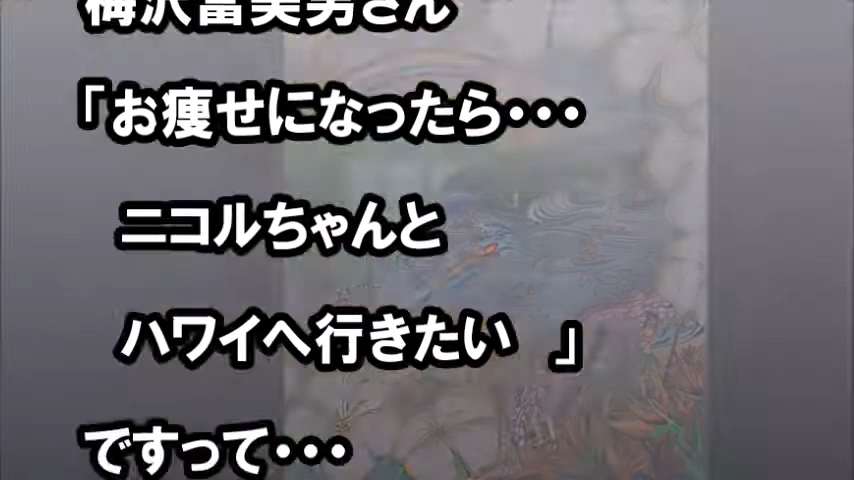 梅沢富美男さん
「お痩せになったら・・・
ニコルちゃんと
ハワイへ行きたい　」
ですって・・・